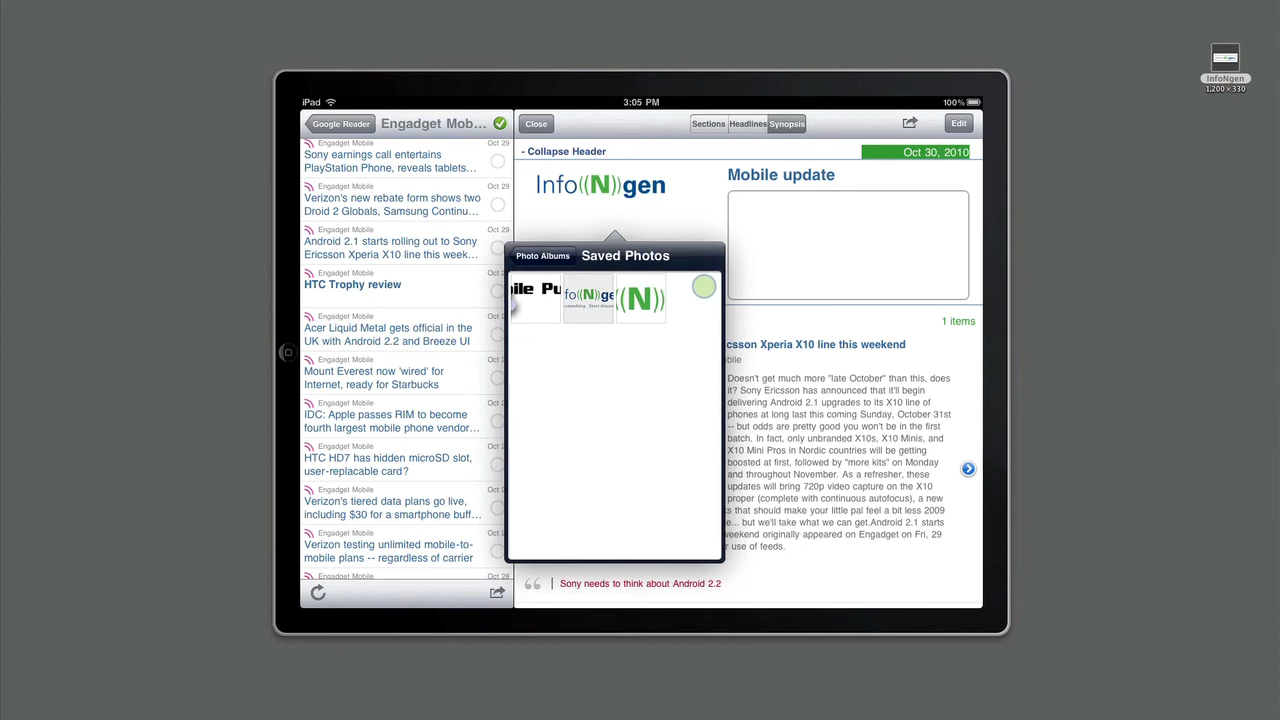 InfoNgen
1,200 × 330
iPad
3:05 PM
100%
Google Reader
Engadget Mob...
Close
Sections
Headlines
Synopsis
Edit
Engadget Mobile
Oct 29
Sony earnings call entertains
PlayStation Phone, reveals tablets...
Engadget Mobile
Oct 29
Verizon's new rebate form shows two
Droid 2 Globals, Samsung Continu...
Engadget Mobile
Oct 29
Android 2.1 starts rolling out to Sony
Ericsson Xperia X10 line this week...
Engadget Mobile
HTC Trophy review
Engadget Mobile
Acer Liquid Metal gets official in the
UK with Android 2.2 and Breeze UI
Engadget Mobile
Mount Everest now 'wired' for
Internet, ready for Starbucks
Engadget Mobile
IDC: Apple passes RIM to become
fourth largest mobile phone vendor...
Engadget Mobile
HTC HD7 has hidden microSD slot,
user-replacable card?
Engadget Mobile
Verizon's tiered data plans go live,
including $30 for a smartphone buff...
Engadget Mobile
Verizon testing unlimited mobile-to-
mobile plans -- regardless of carrier
Engadget Mobile
Oct 28
- Collapse Header
Oct 30, 2010
Info((N))gen
Mobile update
Photo Albums
Saved Photos
ile Pu
fo((N))ge
searching. Start disco
((N))
1 items
csson Xperia X10 line this weekend
bile
Doesn't get much more "late October" than this, does
it? Sony Ericsson has announced that it'll begin
delivering Android 2.1 upgrades to its X10 line of
phones at long last this coming Sunday, October 31st
-- but odds are pretty good you won't be in the first
batch. In fact, only unbranded X10s, X10 Minis, and
X10 Mini Pros in Nordic countries will be getting
boosted at first, followed by "more kits" on Monday
and throughout November. As a refresher, these
updates will bring 720p video capture on the X10
proper (complete with continuous autofocus), a new
s that should make your little pal feel a bit less 2009
e... but we'll take what we can get.Android 2.1 starts
weekend originally appeared on Engadget on Fri, 29
r use of feeds.
Sony needs to think about Android 2.2